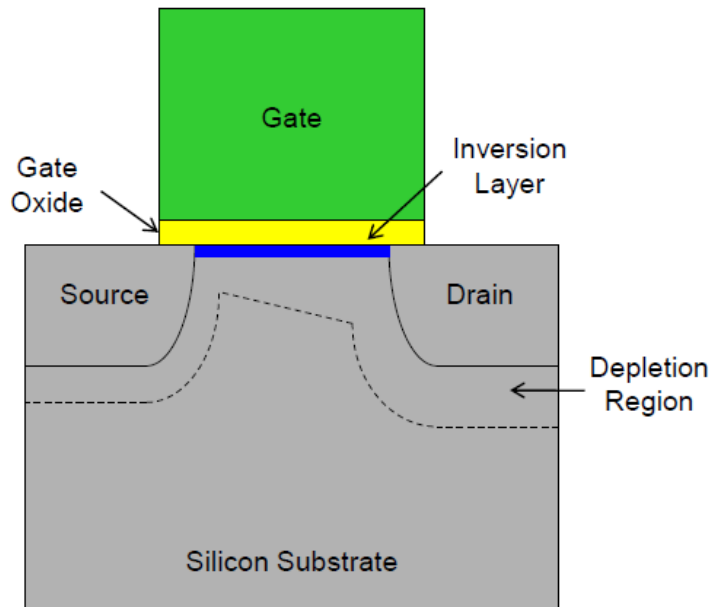 Gate
Gate
Oxide
Inversion
Layer
Source
Drain
Depletion
Region
Silicon Substrate